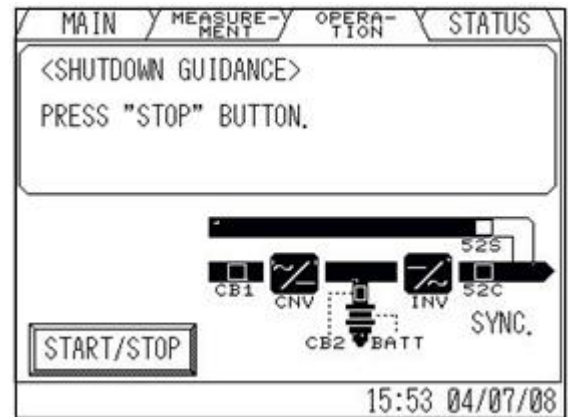 MAIN
MEASURE-
MENT
OPERA-
TION
STATUS
<SHUTDOWN GUIDANCE>
PRESS "STOP" BUTTON.
52S
CB1
CNV
INV
52C
CB2
BATT
SYNC.
START/STOP
15:53 04/07/08